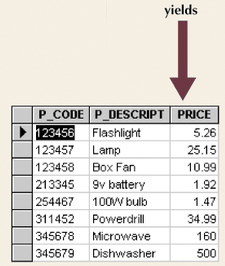 yields
P_CODE P_DESCRIPT PRICE
123456 Flashlight 5.26
123457 Lamp 25.15
123458 Box Fan 10.99
213345 9v battery 1.92
254467 100W bulb 1.47
311452 Powerdrill 34.99
345678 Microwave 160
345679 Dishwasher 500